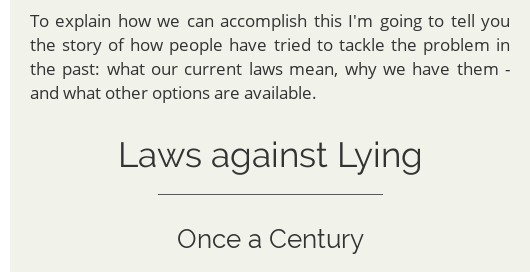 To explain how we can accomplish this I'm going to tell you
the story of how people have tried to tackle the problem in
the past: what our current laws mean, why we have them -
and what other options are available.
Laws against Lying
Once a Century